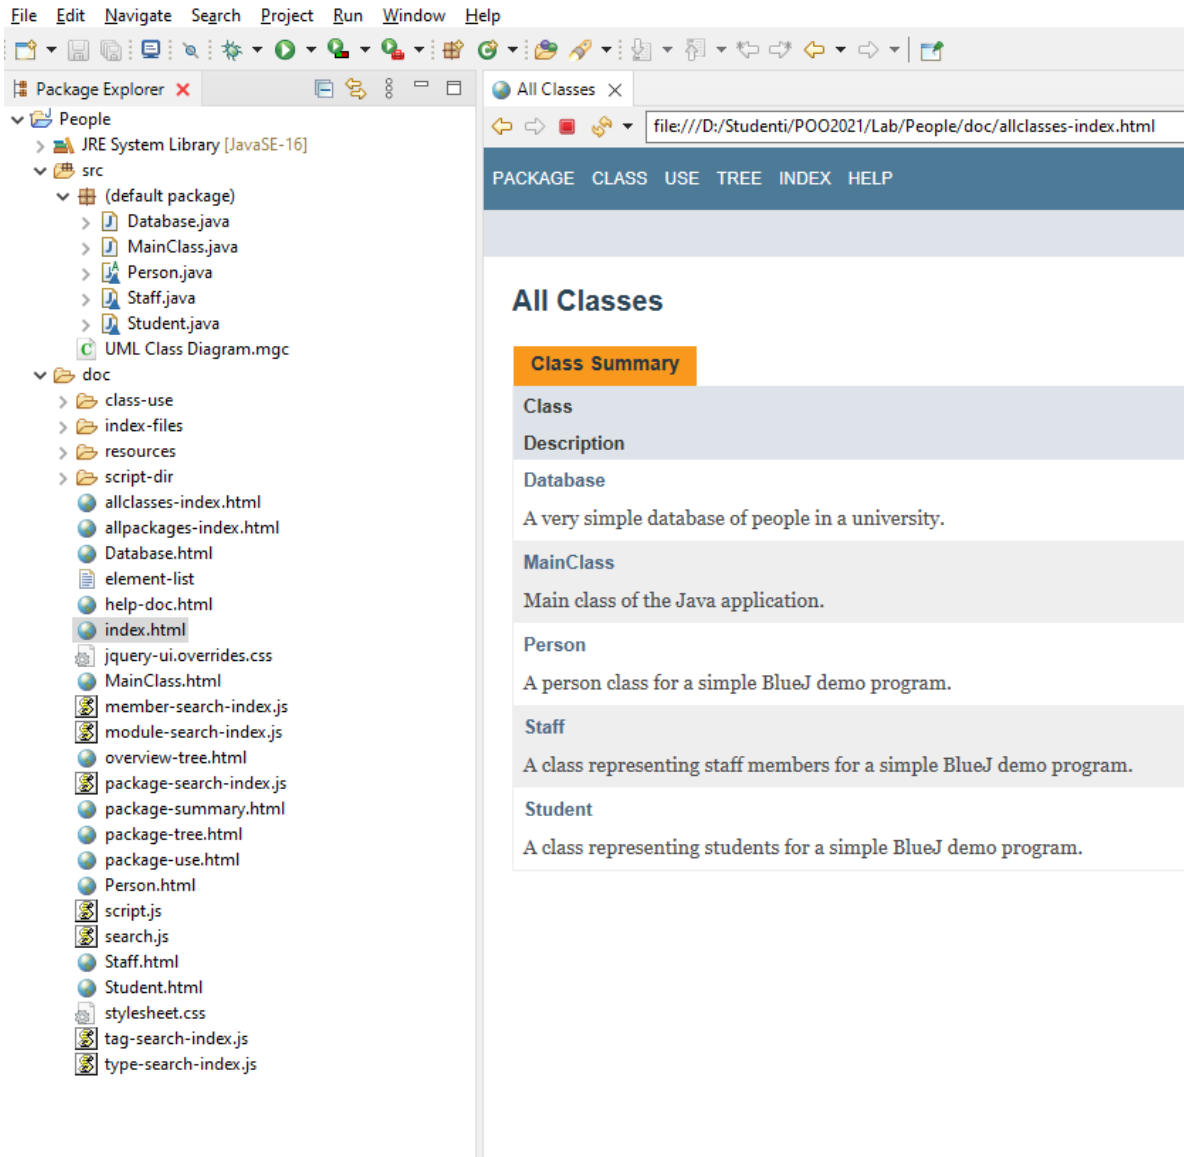 File Edit Navigate Search Project Run Window Help
Package Explorer
People
JRE System Library [JavaSE-16]
src
(default package)
Database.java
MainClass.java
Person.java
Staff.java
Student.java
UML Class Diagram.mgc
doc
class-use
index-files
resources
script-dir
allclasses-index.html
allpackages-index.html
Database.html
element-list
help-doc.html
index.html
jquery-ui.overrides.css
MainClass.html
member-search-index.js
module-search-index.js
overview-tree.html
package-search-index.js
package-summary.html
package-tree.html
package-use.html
Person.html
script.js
search.js
Staff.html
Student.html
stylesheet.css
tag-search-index.js
type-search-index.js
All Classes
file:///D:/Studenti/POO2021/Lab/People/doc/allclasses-index.html
PACKAGE CLASS USE TREE INDEX HELP
All Classes
Class Summary
Class
Description
Database
A very simple database of people in a university.
MainClass
Main class of the Java application.
Person
A person class for a simple BlueJ demo program.
Staff
A class representing staff members for a simple BlueJ demo program.
Student
A class representing students for a simple BlueJ demo program.